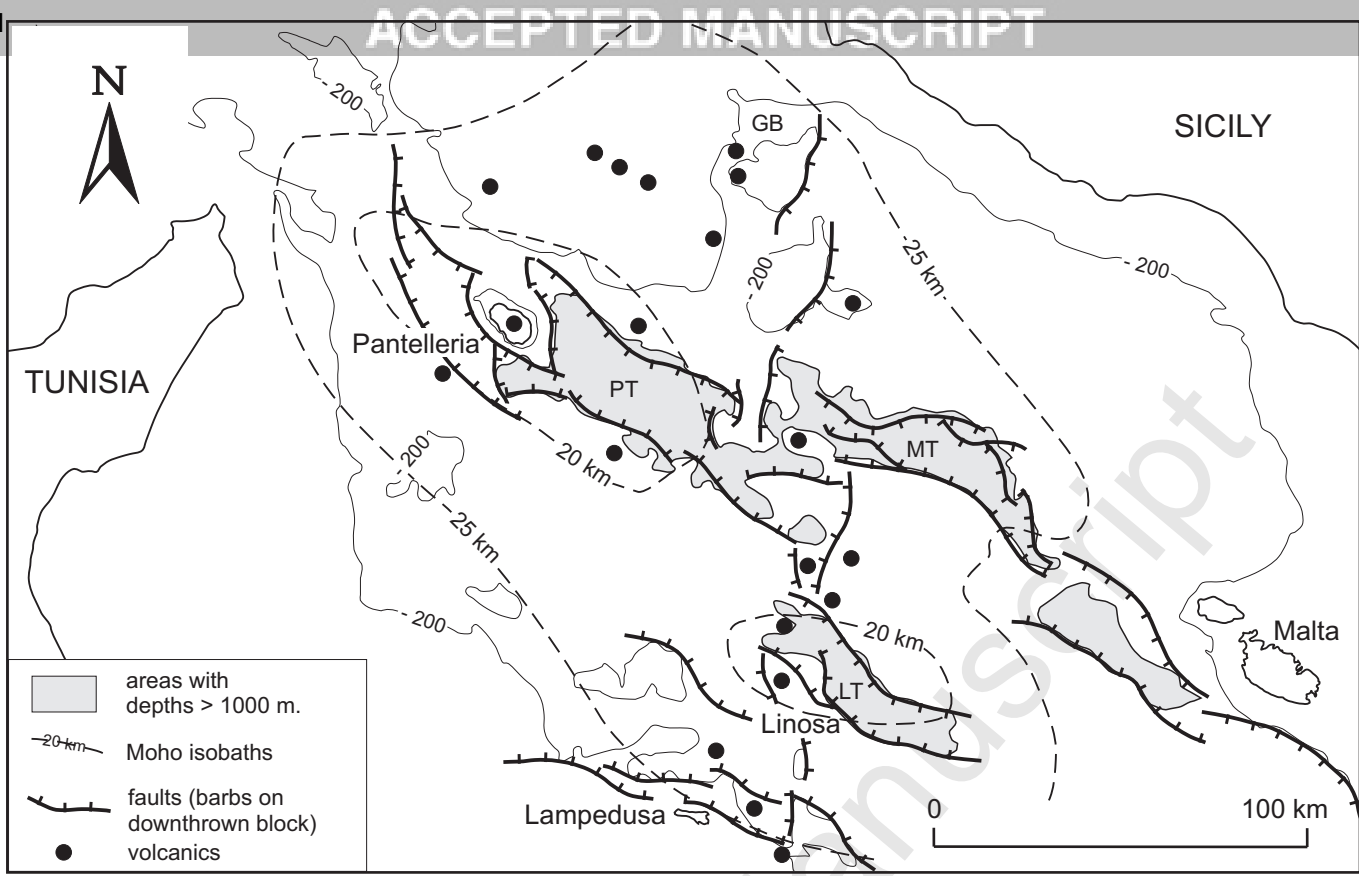 ACCEPTED MANUSCRIPT
N
- 200
GB
SICILY
25 km
- 200
- 200
Pantelleria
TUNISIA
PT
MT
- 200
20 km
25 km
- 200
20 km
Malta
LT
Linosa
Lampedusa
0 100 km
areas with
depths > 1000 m.
20 km
Moho isobaths
faults (barbs on
downthrown block)
volcanics
anuscript